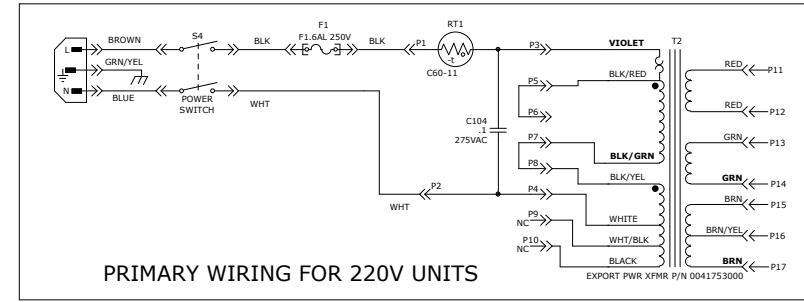 BROWN
S4
BLK
F1
F1.6AL 250V
BLK
P1
RT1
-t
C60-11
P3
VIOLET
T2
L
GRN/YEL
N
BLUE
POWER
SWITCH
WHT
C104
.1
275VAC
P5
BLK/RED
P6
P7
BLK/GRN
P8
BLK/YEL
P2
WHT
P4
WHITE
P9
NC
WHT/BLK
P10
NC
BLACK
RED
P11
RED
P12
GRN
P13
GRN
P14
BRN
P15
BRN/YEL
P16
BRN
P17
EXPORT PWR XFMR P/N 0041753000
PRIMARY WIRING FOR 220V UNITS